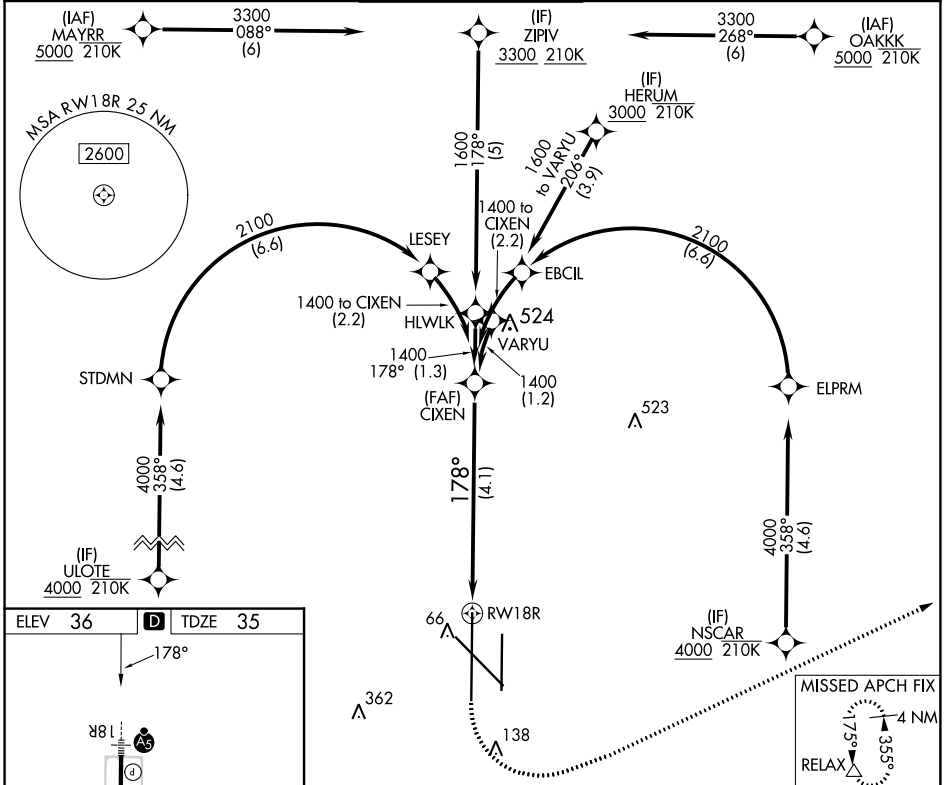 (IAF)
MAYRR
5000 210K
3300
088°
(6)
(IF)
ZIPIV
3300 210K
3300
268°
(6)
(IAF)
OAKKK
5000 210K
MSA RW18R 25 NM
2600
(IF)
HERUM
3000 210K
1600
178°
(5)
1600
to VARYU
206°
(3.9)
1400 to
CIXEN
(2.2)
2100
(6.6)
LESEY
EBCIL
2100
(6.6)
1400 to CIXEN
(2.2)
HLWLK
524
VARYU
1400
178° (1.3)
1400
(1.2)
STDMN
(FAF)
CIXEN
ELPRM
523
4000
358°
(4.6)
178°
(4.1)
4000
358°
(4.6)
(IF)
ULOTE
4000 210K
RW18R
66
(IF)
NSCAR
4000 210K
ELEV 36 D TDZE 35
178°
18R
A5
P
362
138
MISSED APCH FIX
4 NM
175°
355°
RELAX